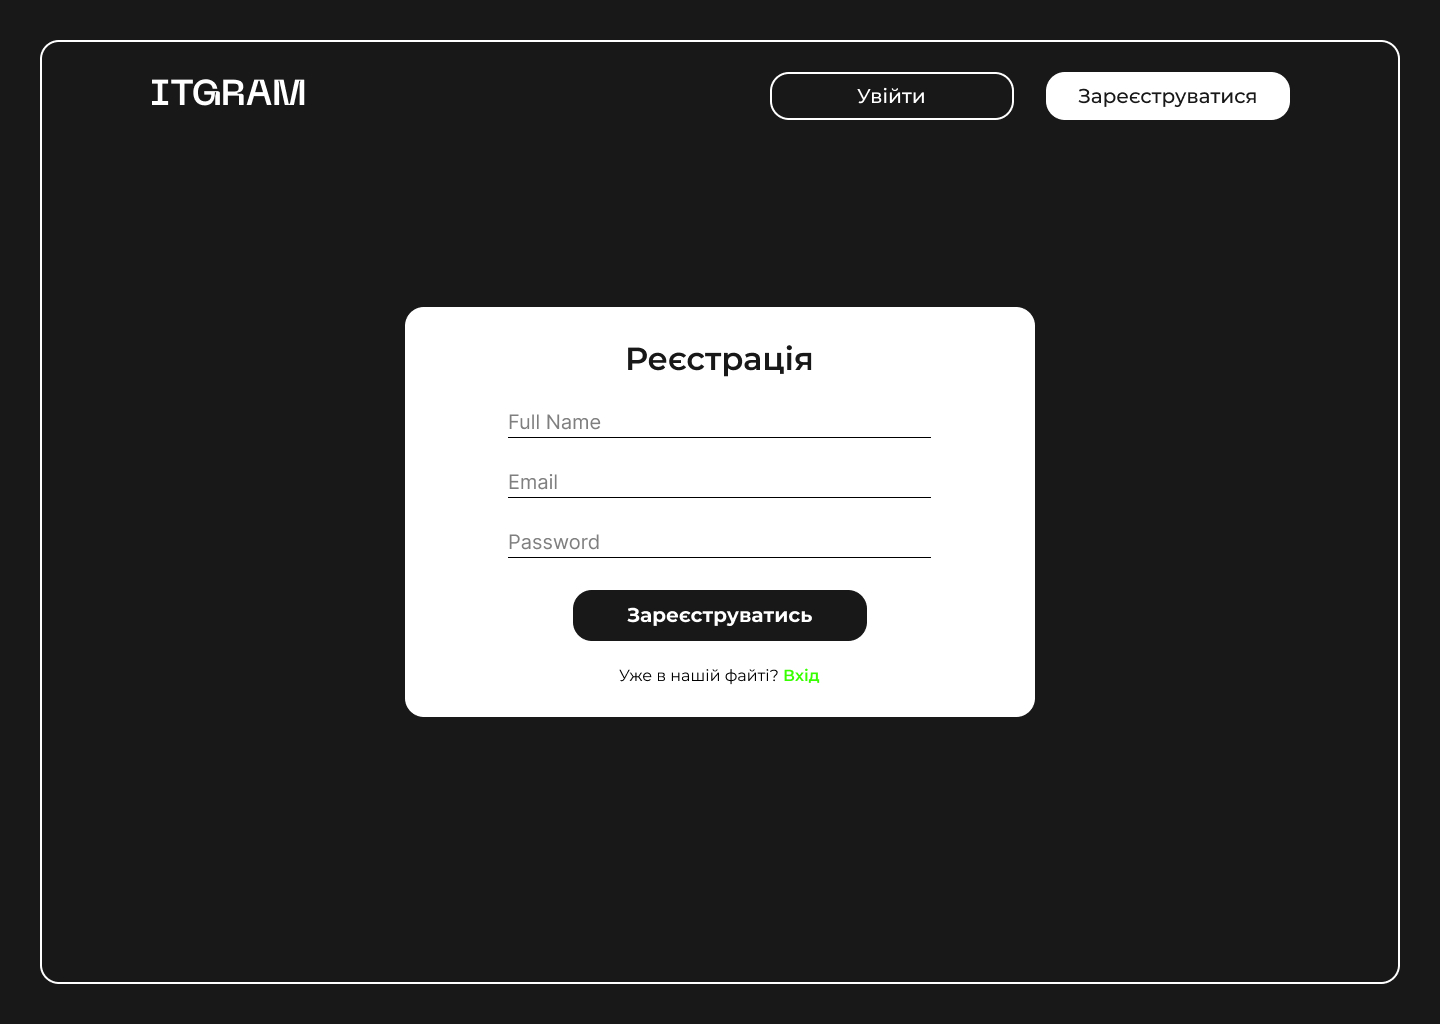 ITGRAM
Увійти
Зареєструватися
Реєстрація
Full Name
Email
Password
Зареєструватись
Уже в нашій файті? Вхід